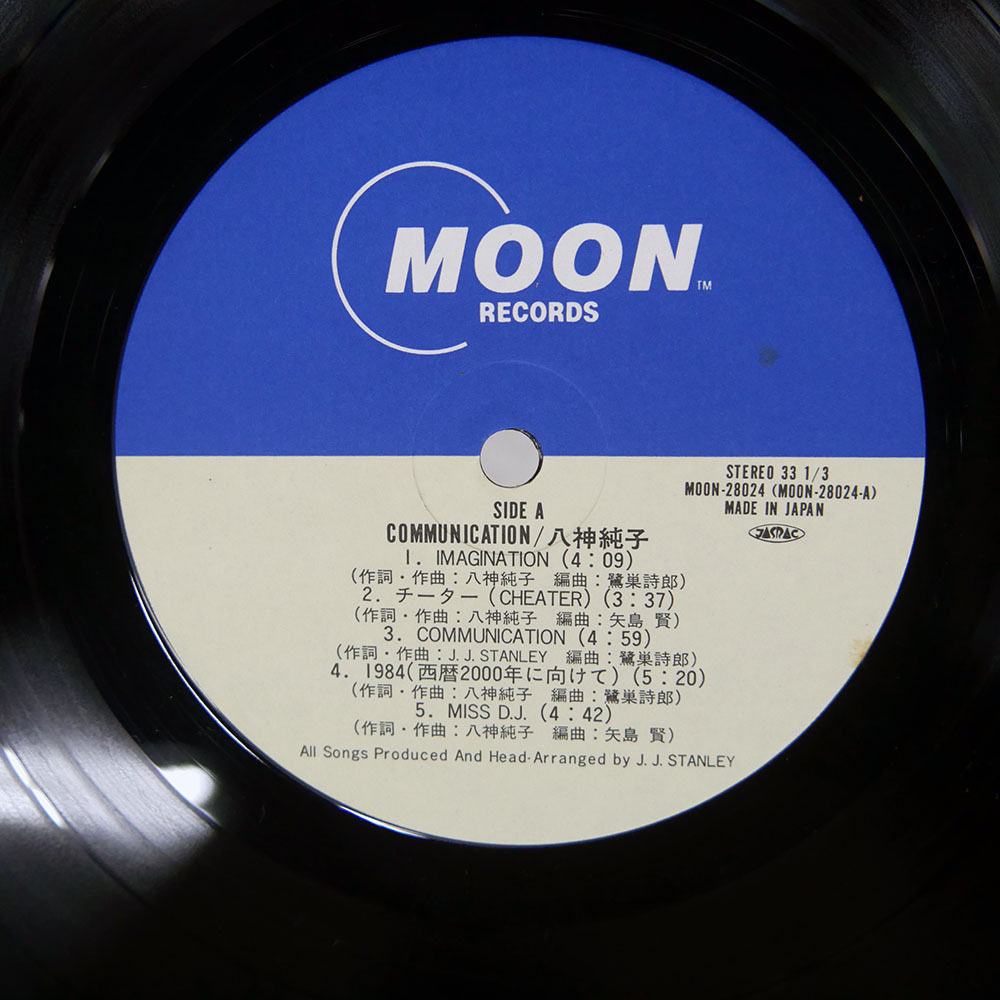 MOON™
RECORDS
STEREO 33 1/3
MOON-28024 (MOON-28024-A)
MADE IN JAPAN
JASRAC
SIDE A
COMMUNICATION/八神純子
1. IMAGINATION (4:09)
(作詞・作曲：八神純子 編曲：鷺巣詩郎)
2. チーター (CHEATER) (3:37)
(作詞・作曲：八神純子 編曲：矢島 賢)
3. COMMUNICATION (4:59)
(作詞・作曲：J. J. STANLEY 編曲：鷺巣詩郎)
4. 1984(西暦2000年に向けて) (5:20)
(作詞・作曲：八神純子 編曲：鷺巣詩郎)
5. MISS D.J. (4:42)
(作詞・作曲：八神純子 編曲：矢島 賢)
All Songs Produced And Head-Arranged by J. J. STANLEY